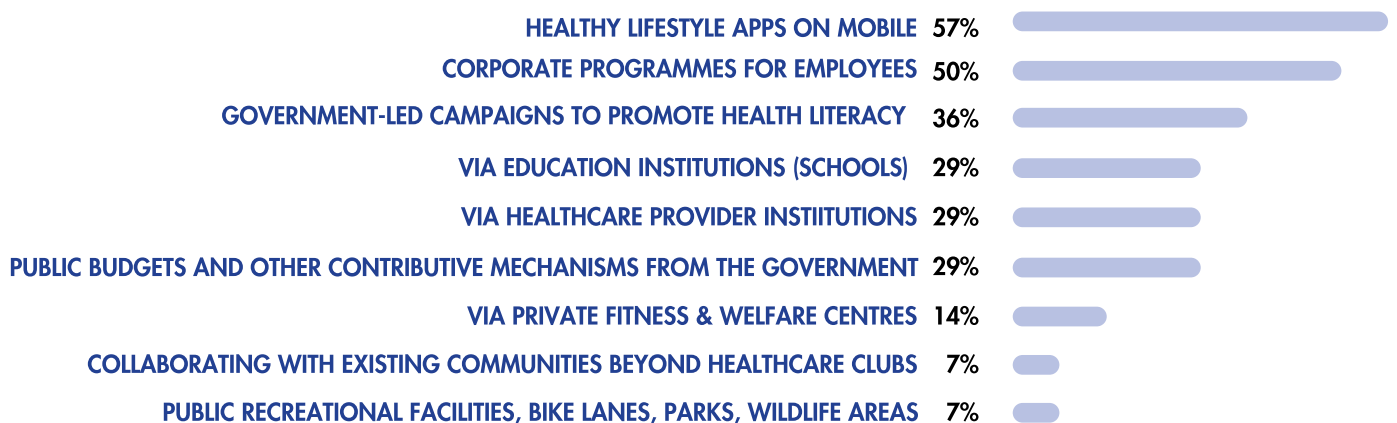 HEALTHY LIFESTYLE APPS ON MOBILE 57%
CORPORATE PROGRAMMES FOR EMPLOYEES 50%
GOVERNMENT-LED CAMPAIGNS TO PROMOTE HEALTH LITERACY 36%
VIA EDUCATION INSTITUTIONS (SCHOOLS) 29%
VIA HEALTHCARE PROVIDER INSTIITUTIONS 29%
PUBLIC BUDGETS AND OTHER CONTRIBUTIVE MECHANISMS FROM THE GOVERNMENT 29%
VIA PRIVATE FITNESS & WELFARE CENTRES 14%
COLLABORATING WITH EXISTING COMMUNITIES BEYOND HEALTHCARE CLUBS 7%
PUBLIC RECREATIONAL FACILITIES, BIKE LANES, PARKS, WILDLIFE AREAS 7%